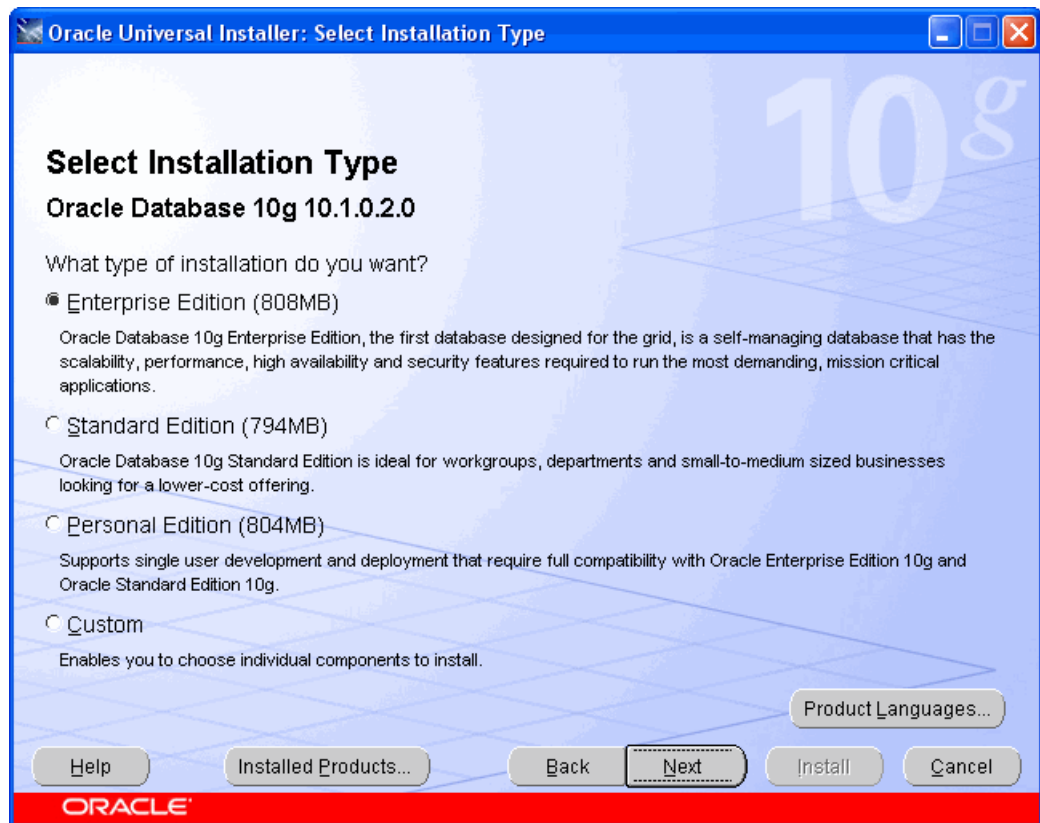 Oracle Universal Installer: Select Installation Type
10g
Select Installation Type
Oracle Database 10g 10.1.0.2.0
What type of installation do you want?
Enterprise Edition (808MB)
Oracle Database 10g Enterprise Edition, the first database designed for the grid, is a self-managing database that has the
scalability, performance, high availability and security features required to run the most demanding, mission critical
applications.
Standard Edition (794MB)
Oracle Database 10g Standard Edition is ideal for workgroups, departments and small-to-medium sized businesses
looking for a lower-cost offering.
Personal Edition (804MB)
Supports single user development and deployment that require full compatibility with Oracle Enterprise Edition 10g and
Oracle Standard Edition 10g.
Custom
Enables you to choose individual components to install.
Product Languages...
Help Installed Products... Back Next Install Cancel
ORACLE